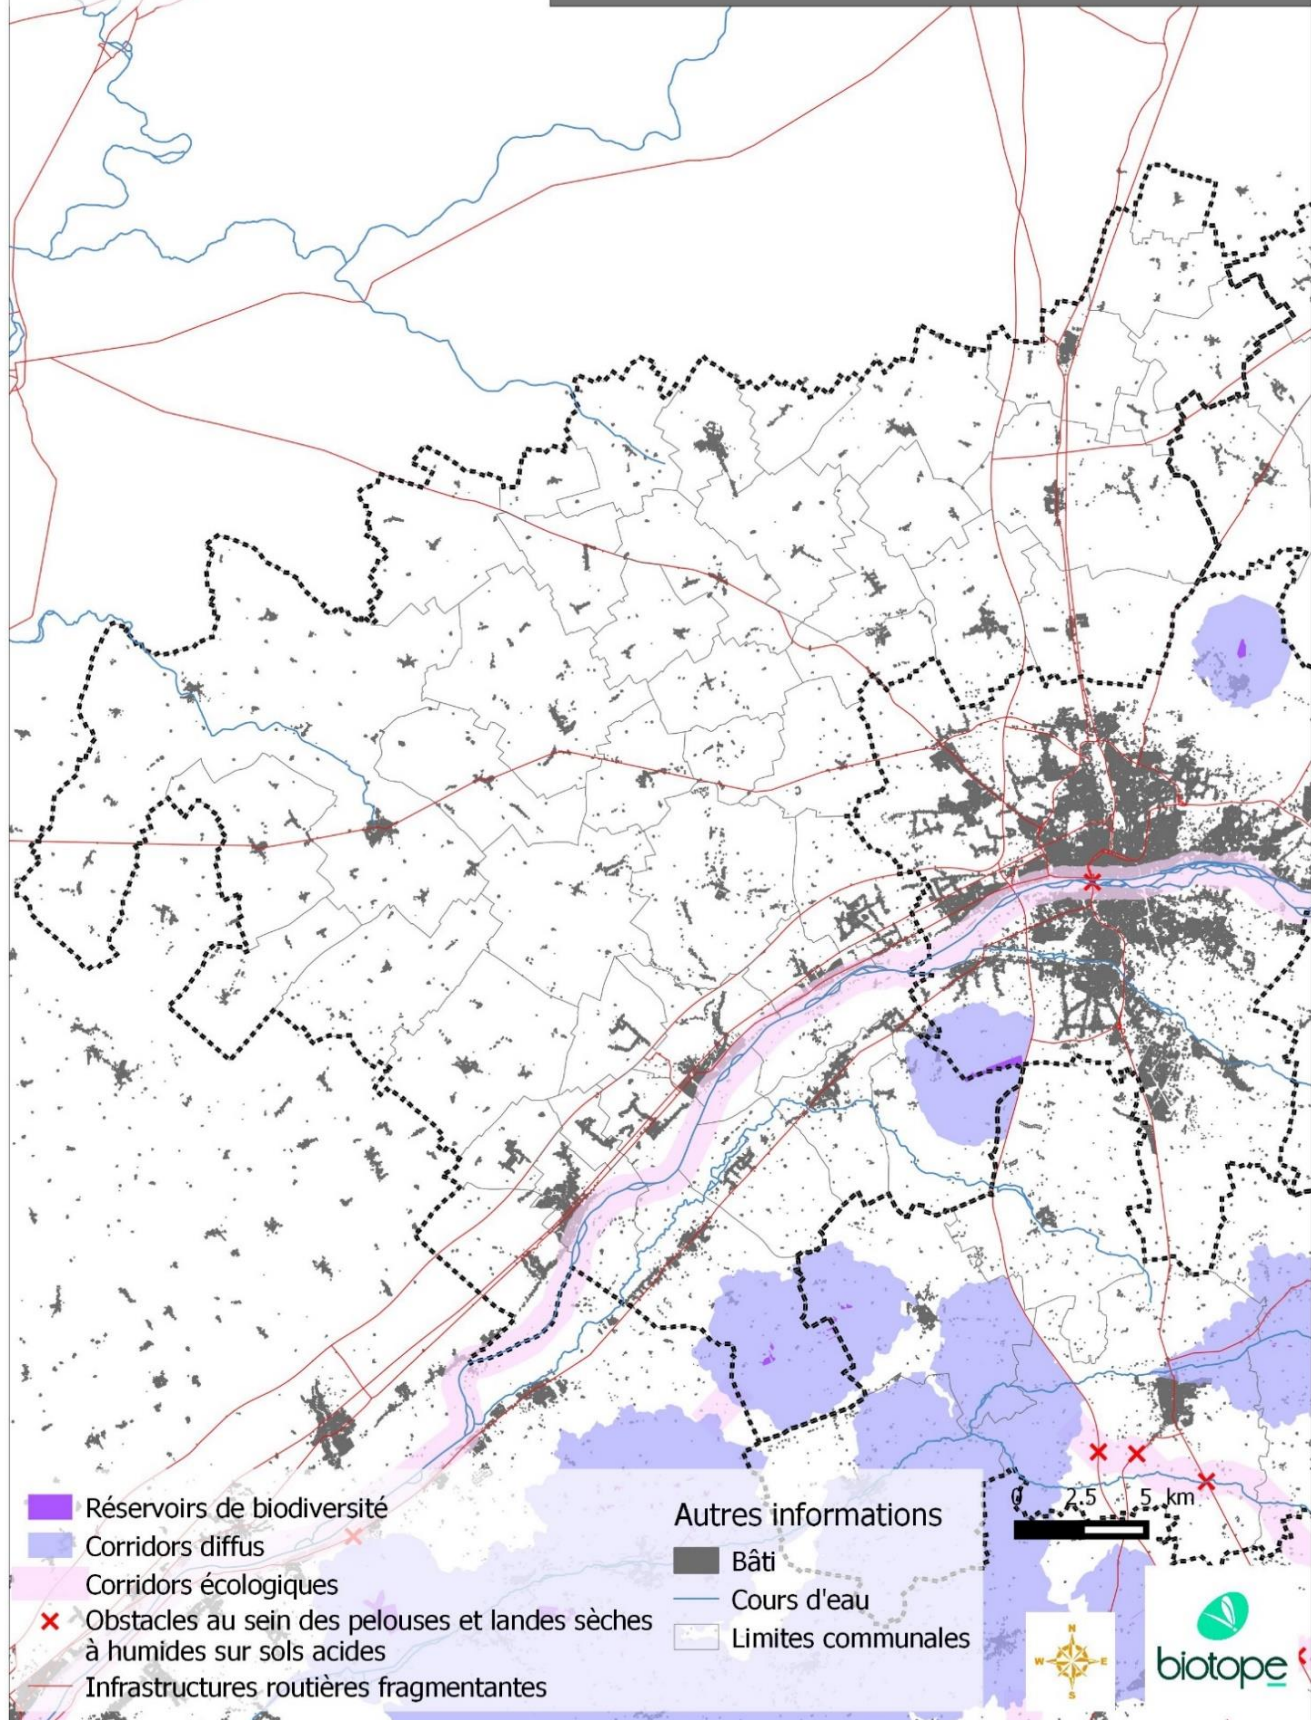 Réservoirs de biodiversité
Corridors diffus
Corridors écologiques
Obstacles au sein des pelouses et landes sèches
à humides sur sols acides
Infrastructures routières fragmentantes
Autres informations
Bâti
Cours d'eau
Limites communales
0 2.5 5 km
N
W E
S
biotope